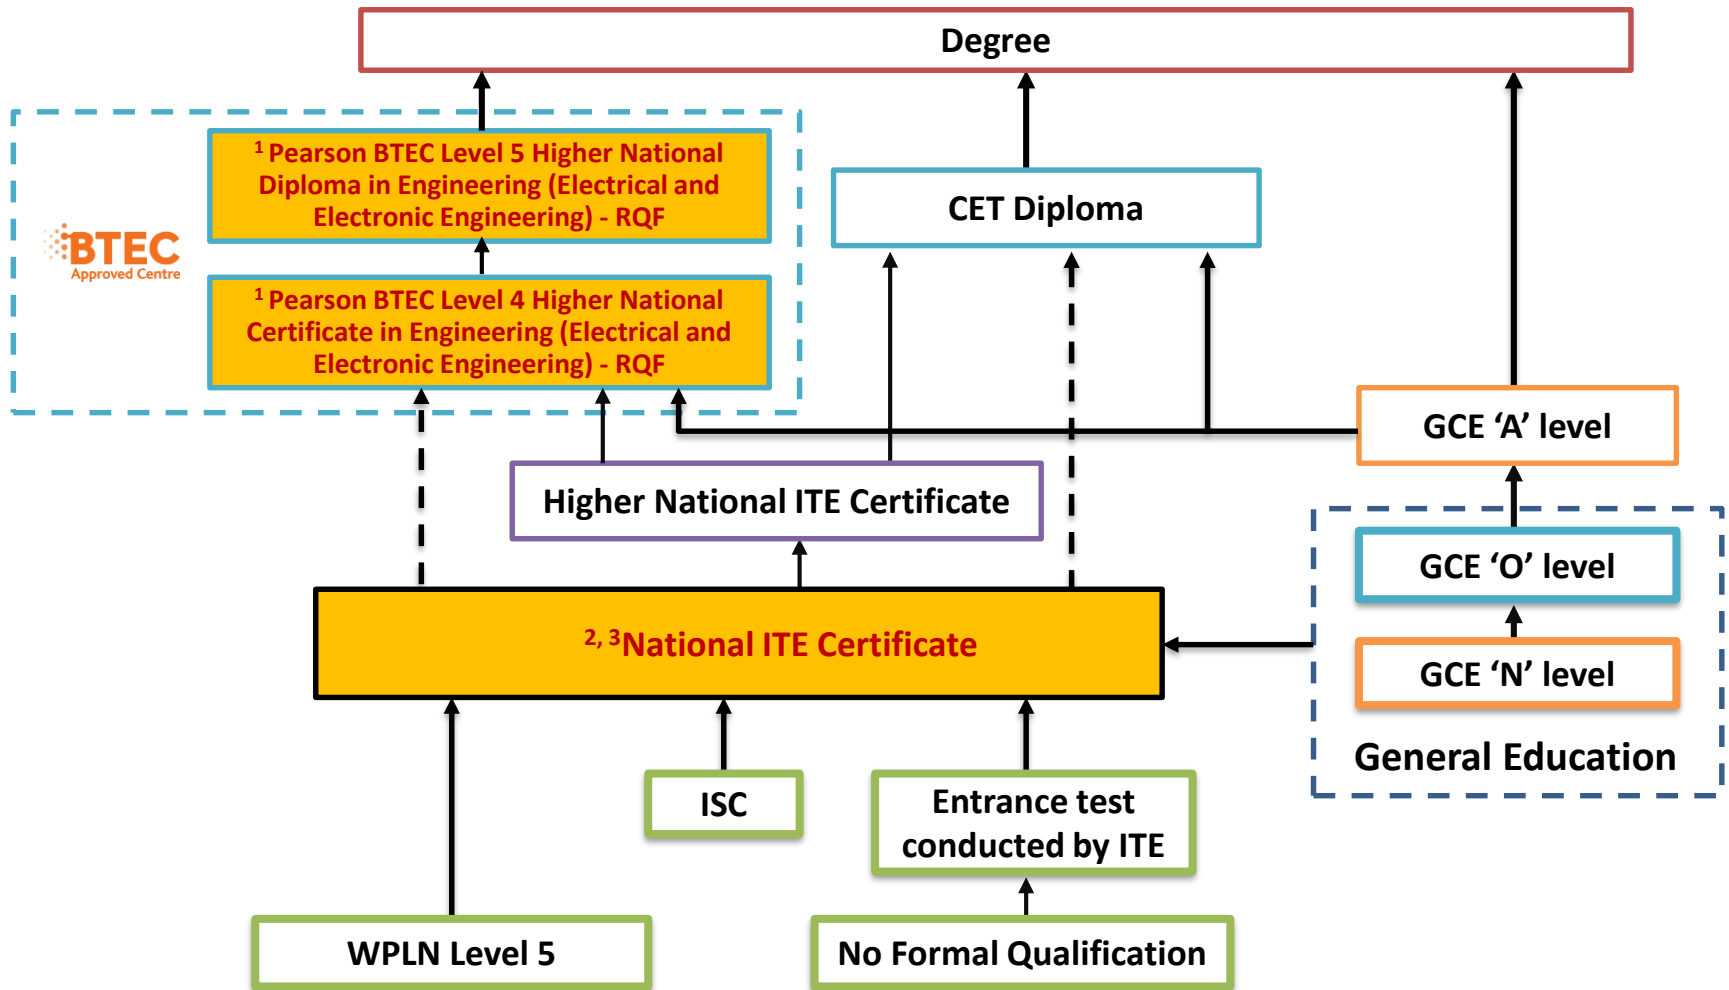 Degree
¹ Pearson BTEC Level 5 Higher National
Diploma in Engineering (Electrical and
Electronic Engineering) - RQF
CET Diploma
BTEC
Approved Centre
¹ Pearson BTEC Level 4 Higher National
Certificate in Engineering (Electrical and
Electronic Engineering) - RQF
GCE ‘A’ level
Higher National ITE Certificate
GCE ‘O’ level
²,³National ITE Certificate
GCE ‘N’ level
General Education
ISC
Entrance test
conducted by ITE
WPLN Level 5
No Formal Qualification